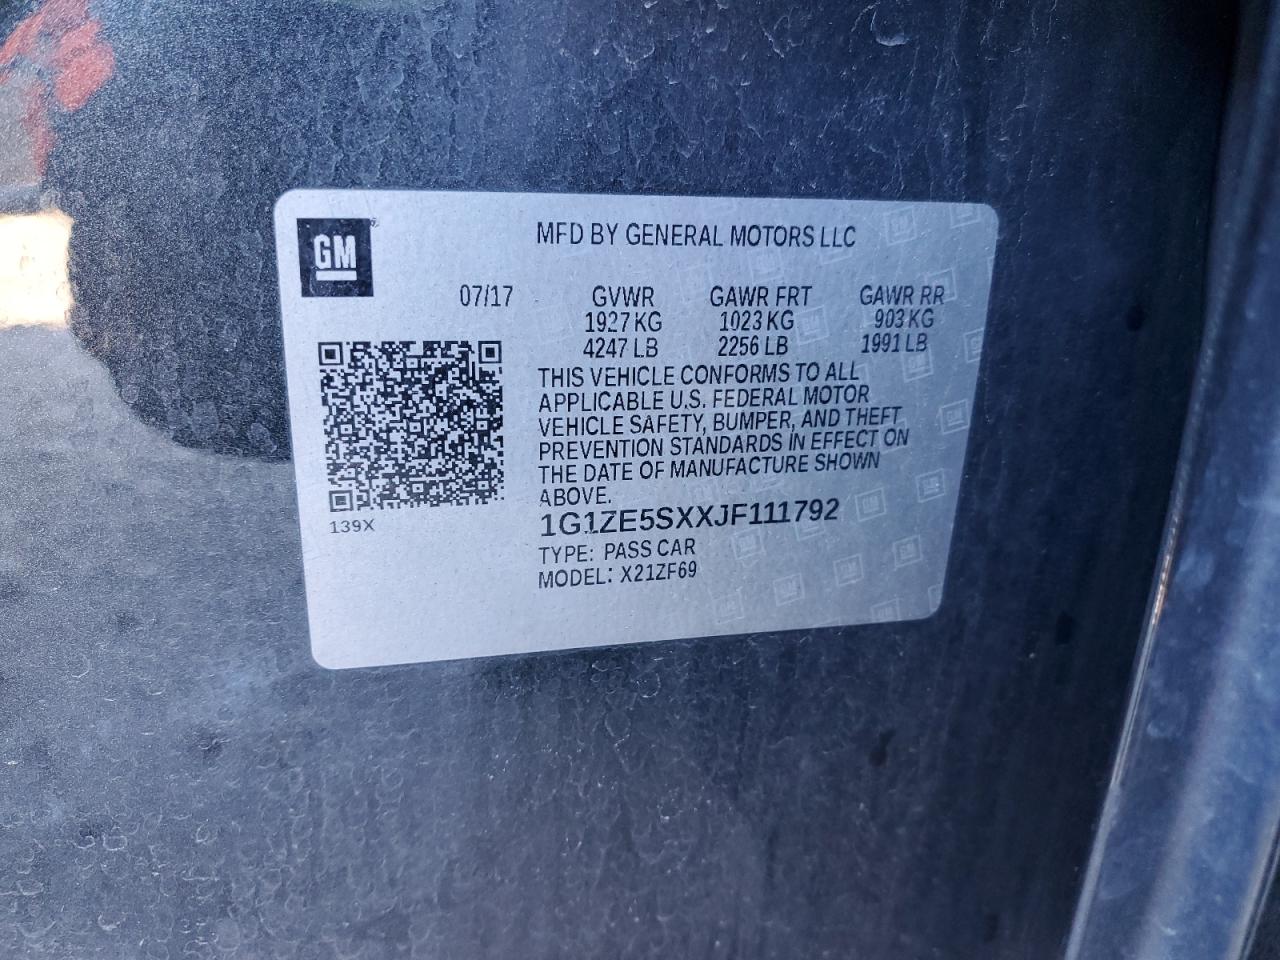 GM
MFD BY GENERAL MOTORS LLC
07/17 GVWR GAWR FRT GAWR RR
1927 KG 1023 KG 903 KG
4247 LB 2256 LB 1991 LB
THIS VEHICLE CONFORMS TO ALL
APPLICABLE U.S. FEDERAL MOTOR
VEHICLE SAFETY, BUMPER, AND THEFT
PREVENTION STANDARDS IN EFFECT ON
THE DATE OF MANUFACTURE SHOWN
ABOVE.
139X
1G1ZE5SXXJF111792
TYPE: PASS CAR
MODEL: X21ZF69